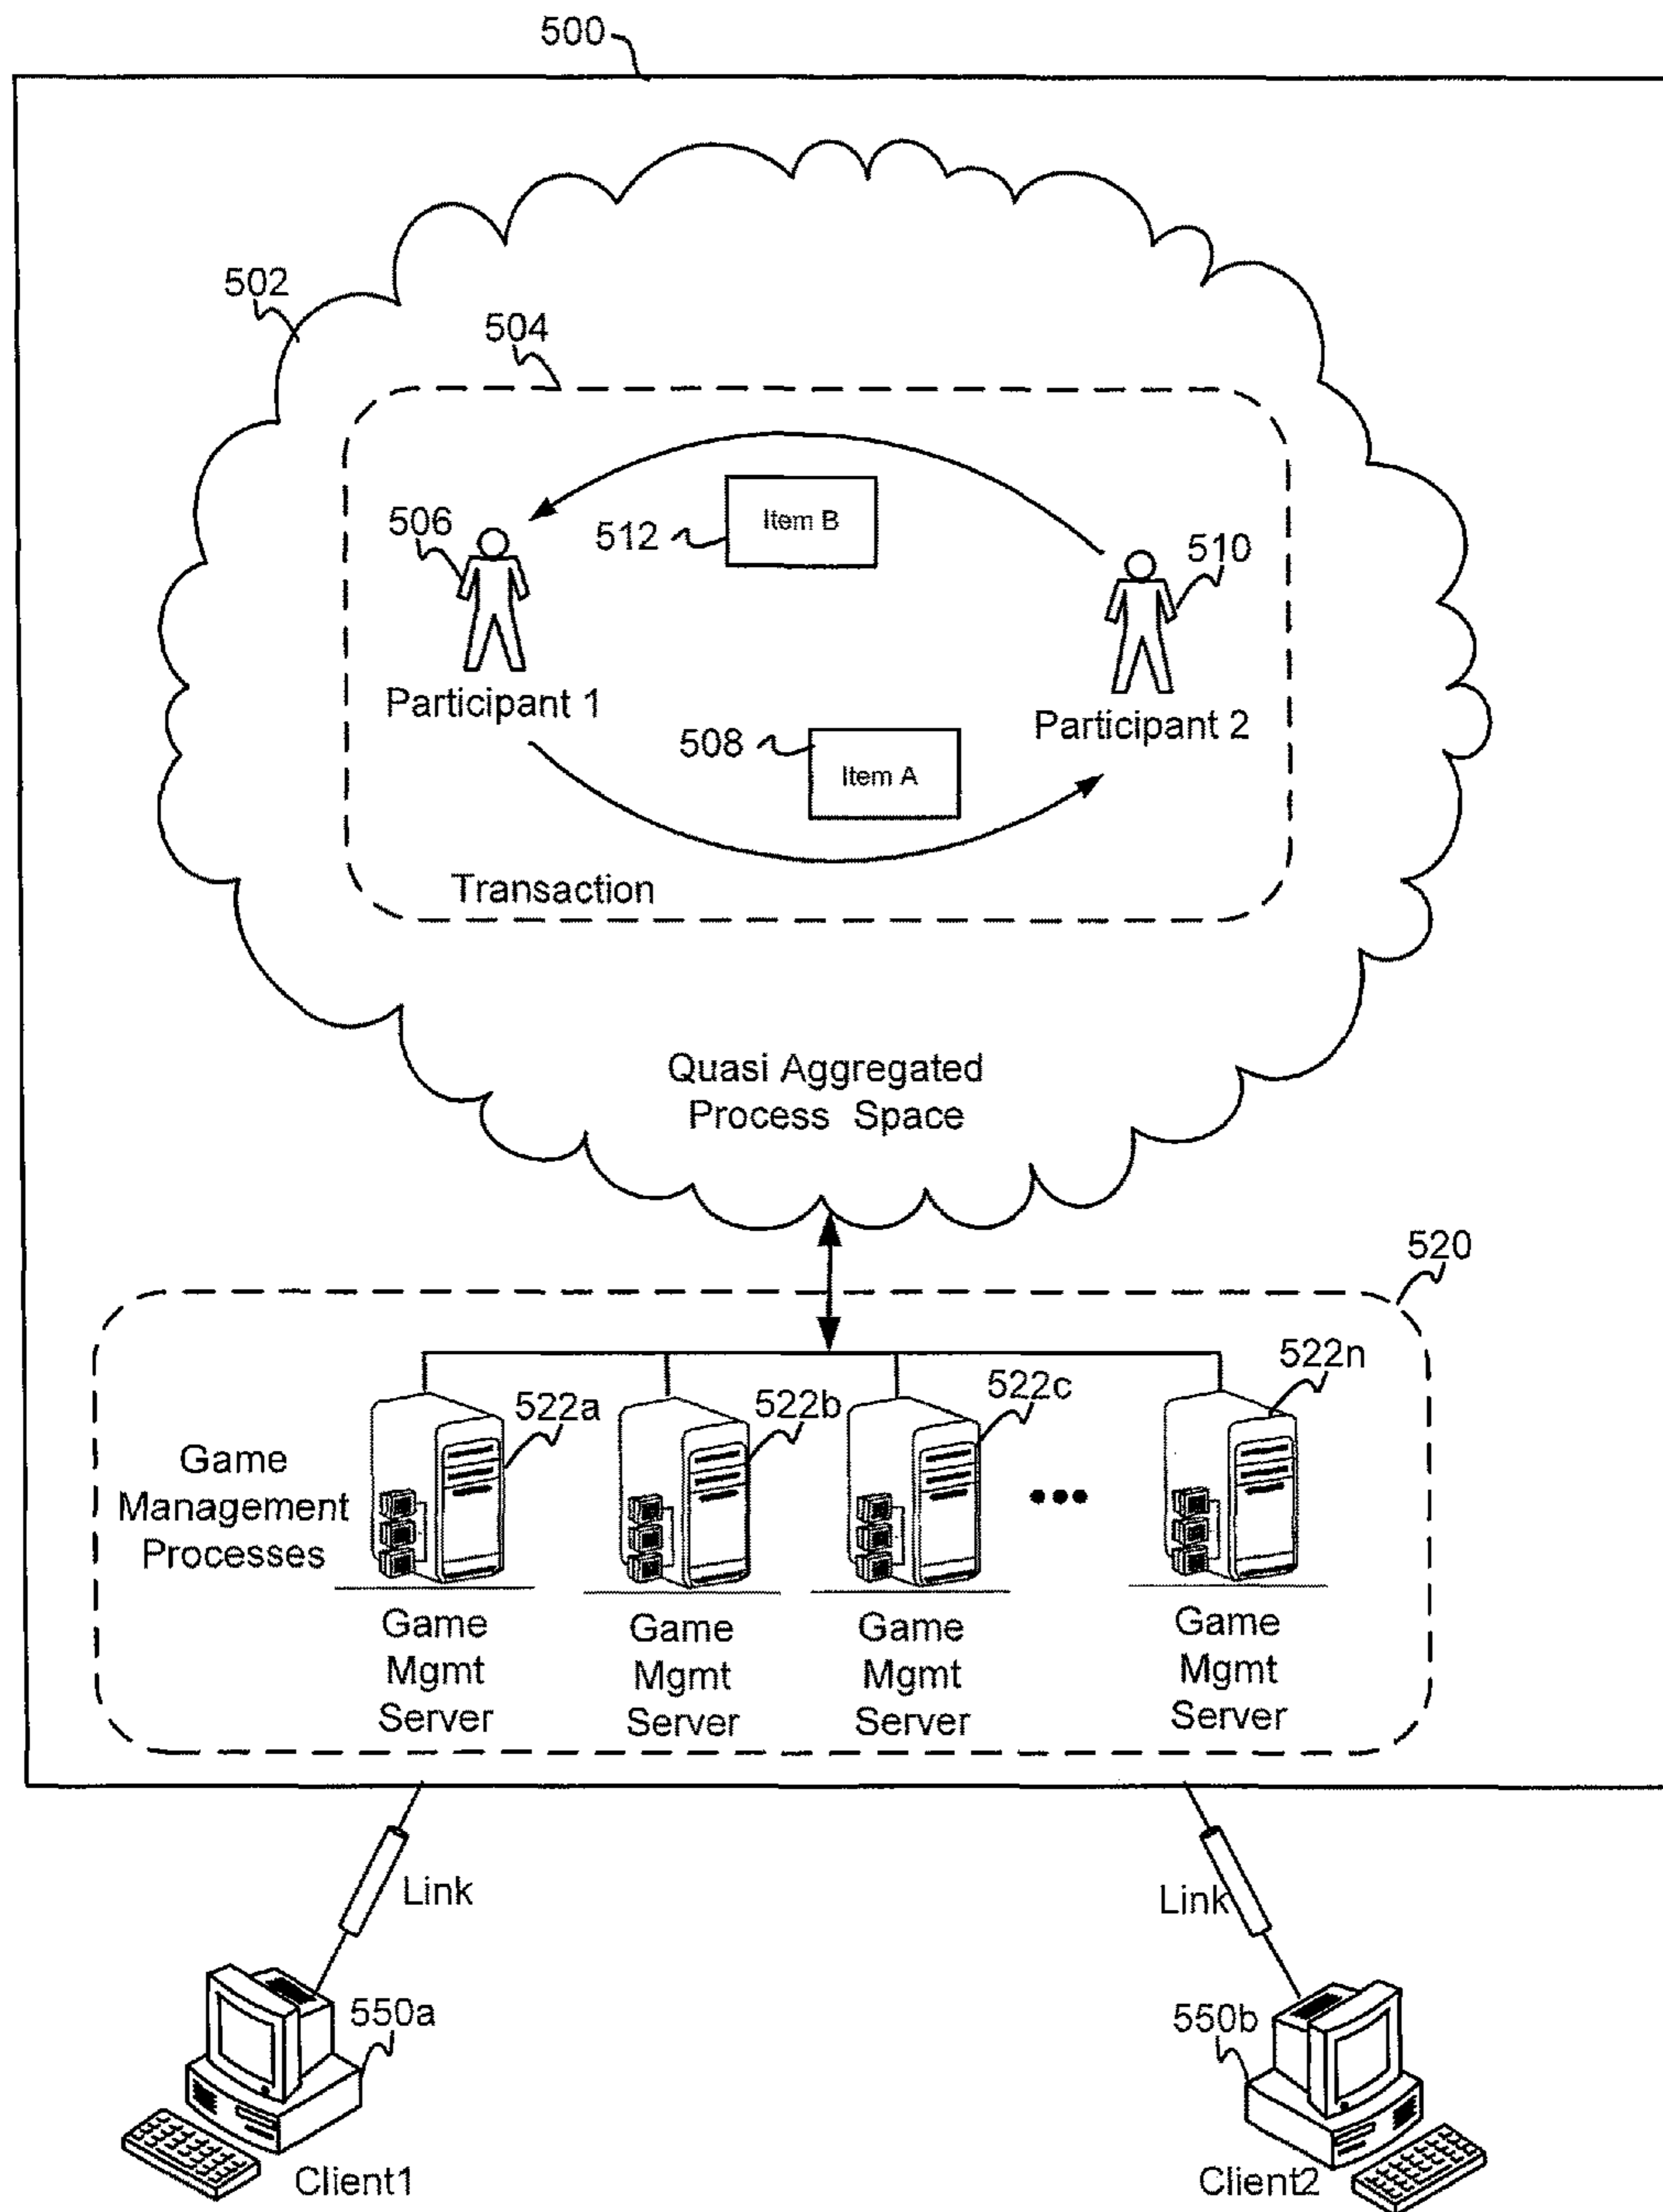 500
502
504
Item B
512
506
510
Participant 1
Participant 2
508
Item A
Transaction
Quasi Aggregated
Process Space
520
522a
522b
522c
522n
Game
Management
Processes
Game
Mgmt
Server
Game
Mgmt
Server
Game
Mgmt
Server
Game
Mgmt
Server
Link
Link
550a
550b
Client1
Client2